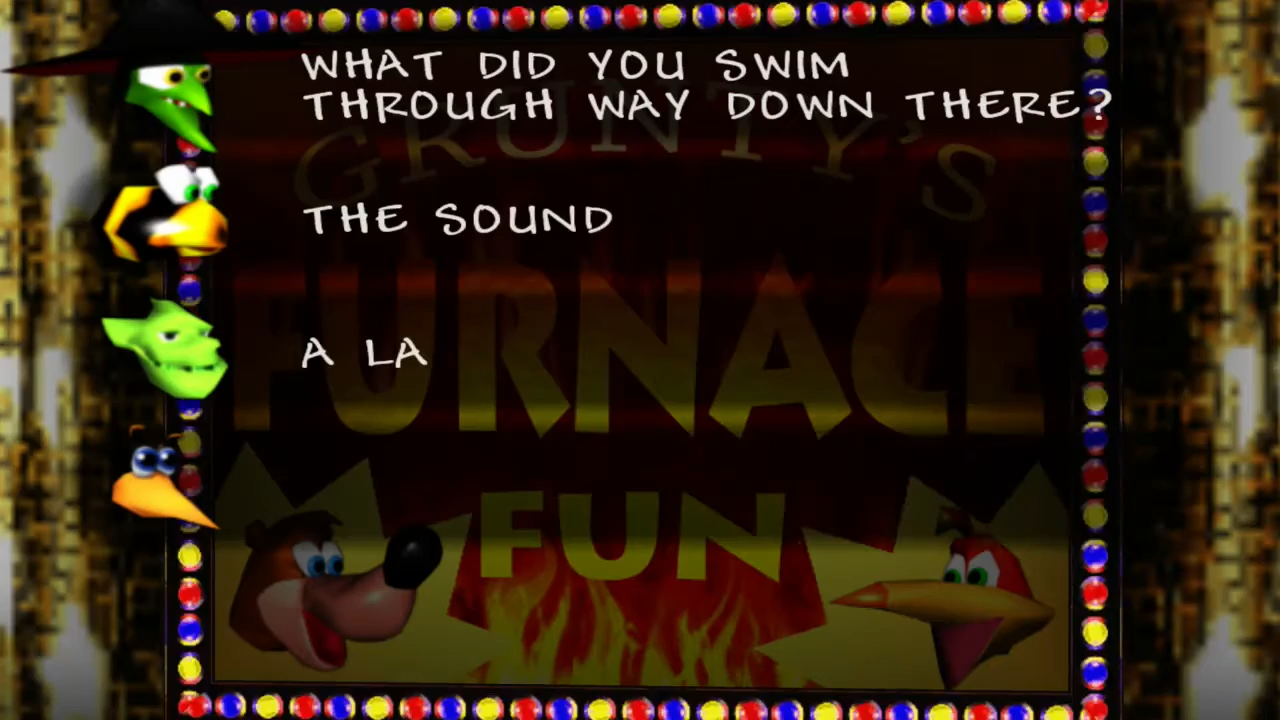 WHAT DID YOU SWIM
THROUGH WAY DOWN THERE?
GRUNTY'S
THE SOUND
FURNACE
A LA
FUN